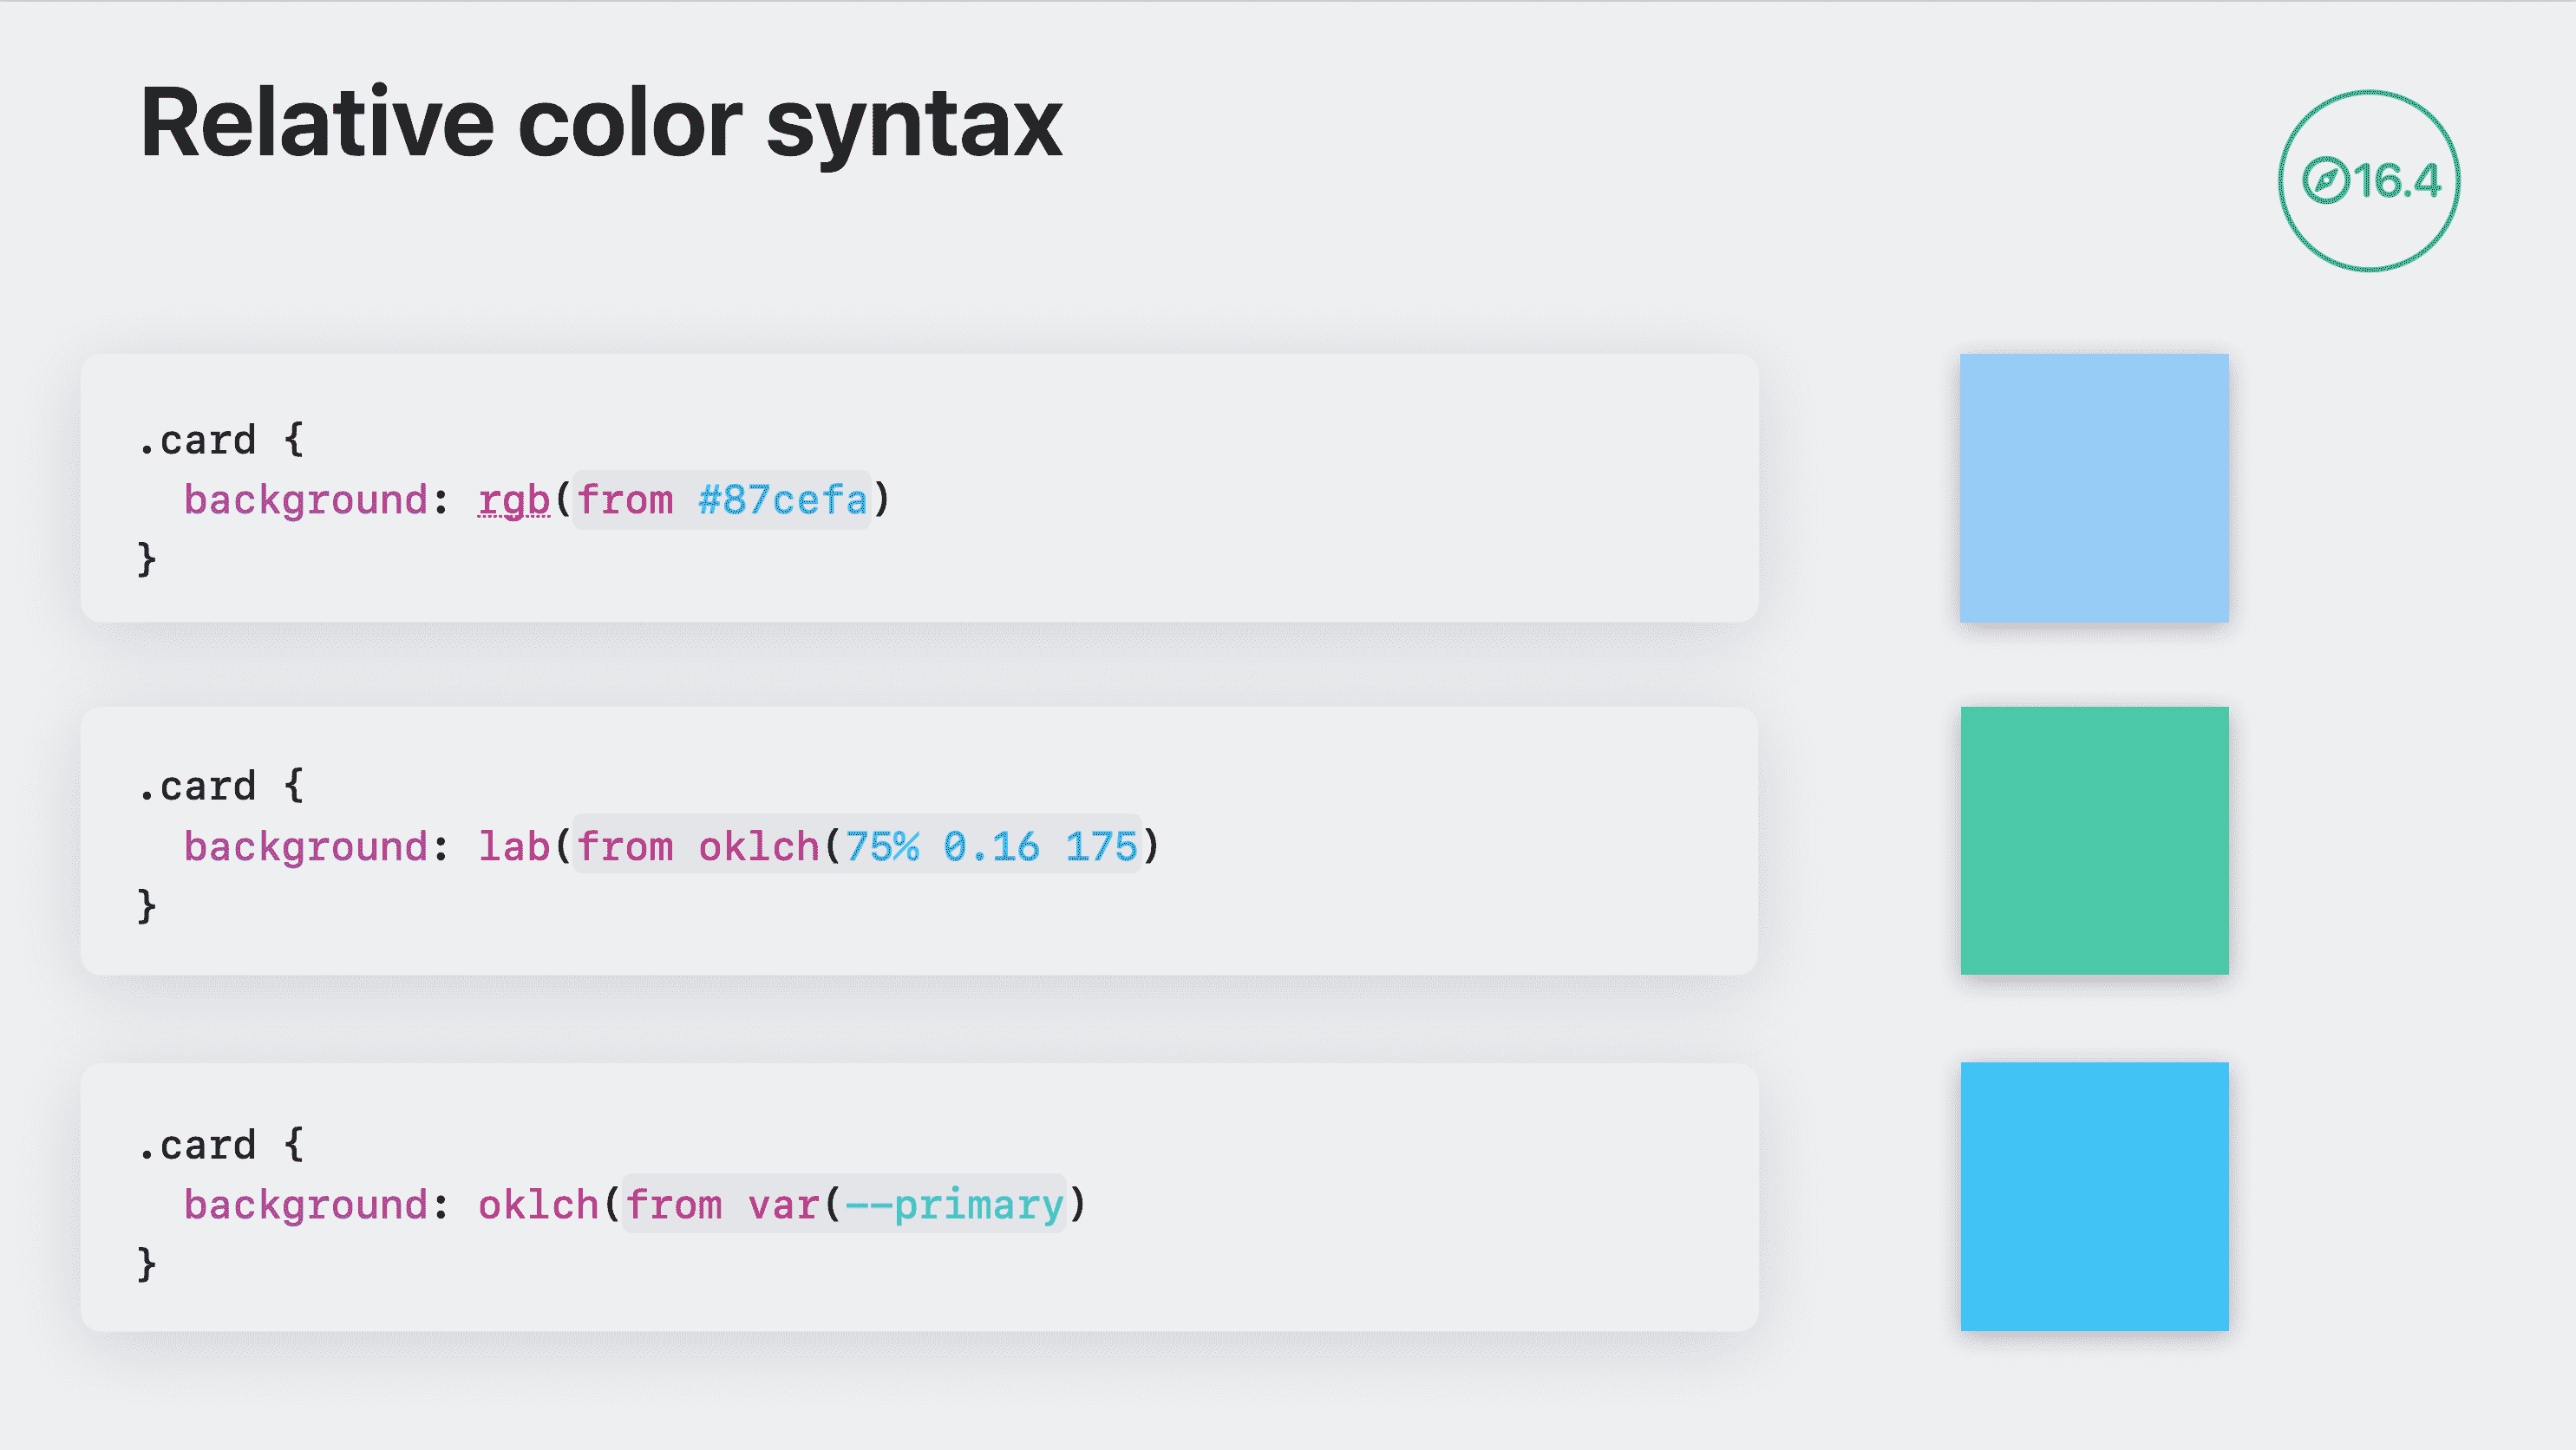 Relative color syntax
16.4
.card {
background: rgb(from #87cefa)
}
.card {
background: lab(from oklch(75% 0.16 175)
}
.card {
background: oklch(from var(--primary)
}